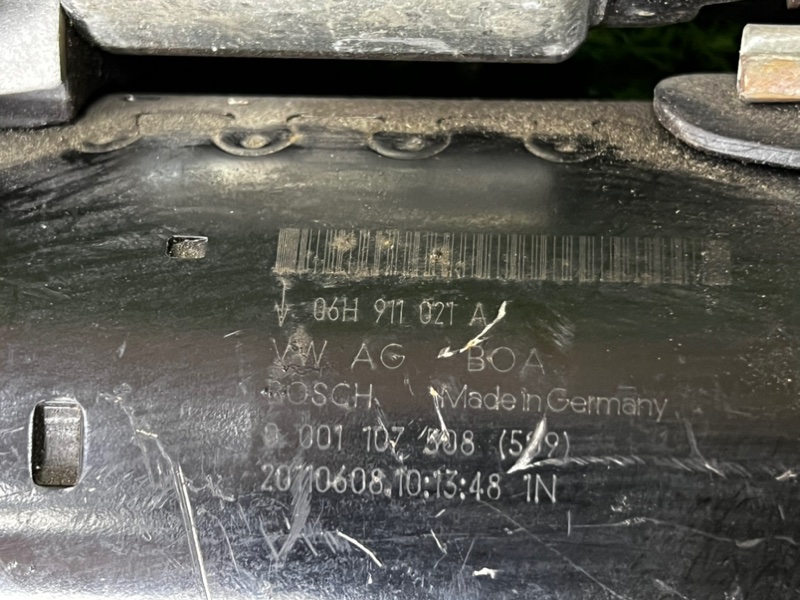 06H 911 021 A
VW AG BOA
BOSCH Made in Germany
0 001 107 508 (599)
20110608.10:13:48 1N